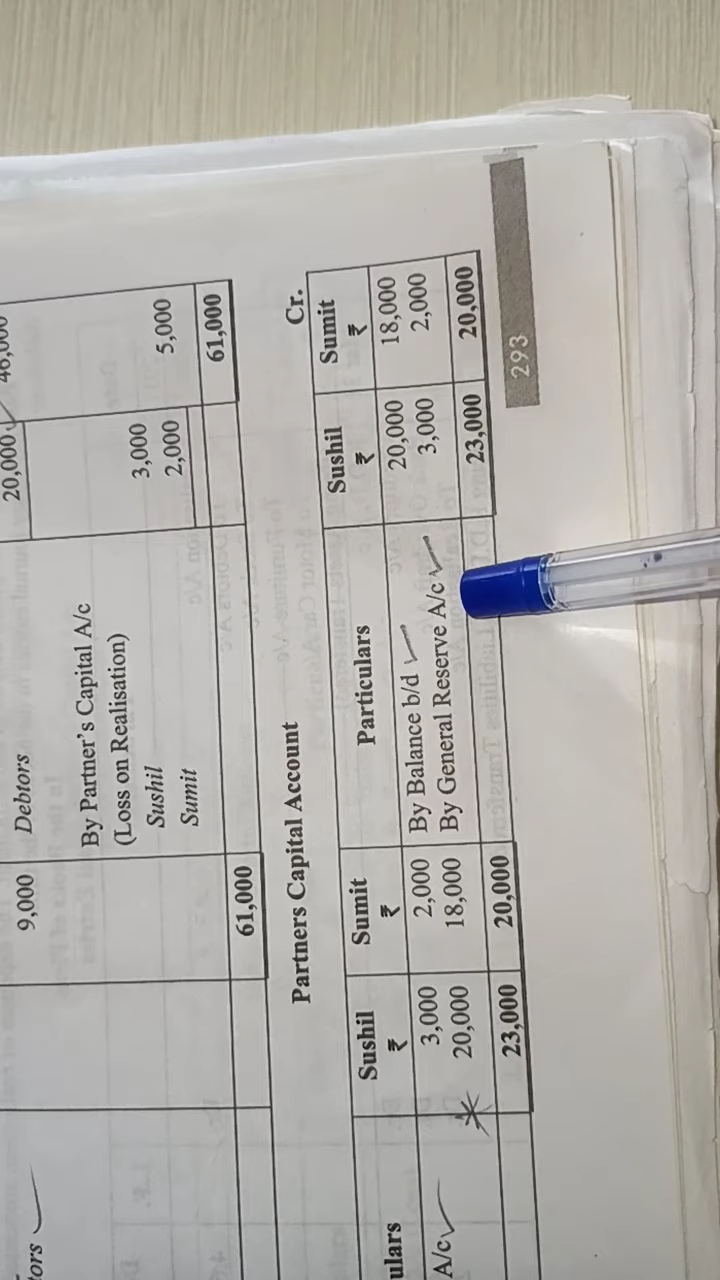 20,000 46,000
9,000 Debtors
By Partner's Capital A/c
(Loss on Realisation)
Sushil 3,000
Sumit 2,000 5,000
61,000 61,000
Partners Capital Account
Cr.
Sushil Sumit Particulars Sushil Sumit
₹ ₹ ₹ ₹
A/c 3,000 2,000 By Balance b/d 20,000 18,000
20,000 18,000 By General Reserve A/c 3,000 2,000
23,000 20,000 23,000 20,000
293